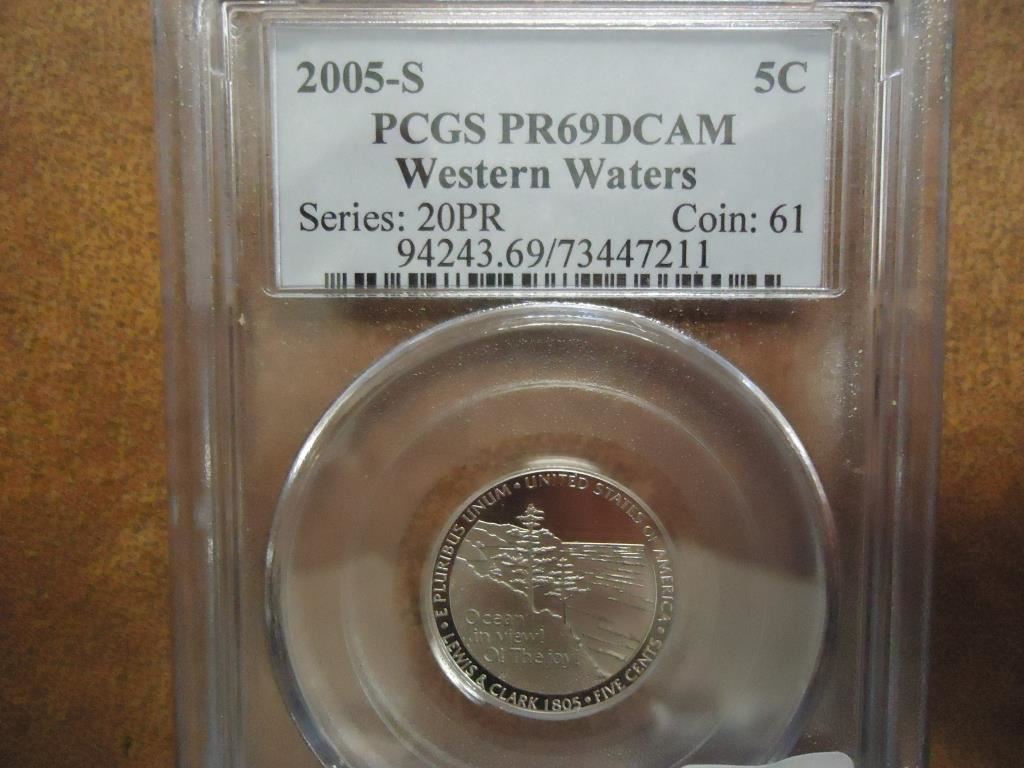 2005-S 5C
PCGS PR69DCAM
Western Waters
Series: 20PR Coin: 61
94243.69/73447211
E PLURIBUS UNUM • UNITED STATES OF AMERICA •
Ocean
in view!
O! The joy!
• LEWIS & CLARK 1805 • FIVE CENTS